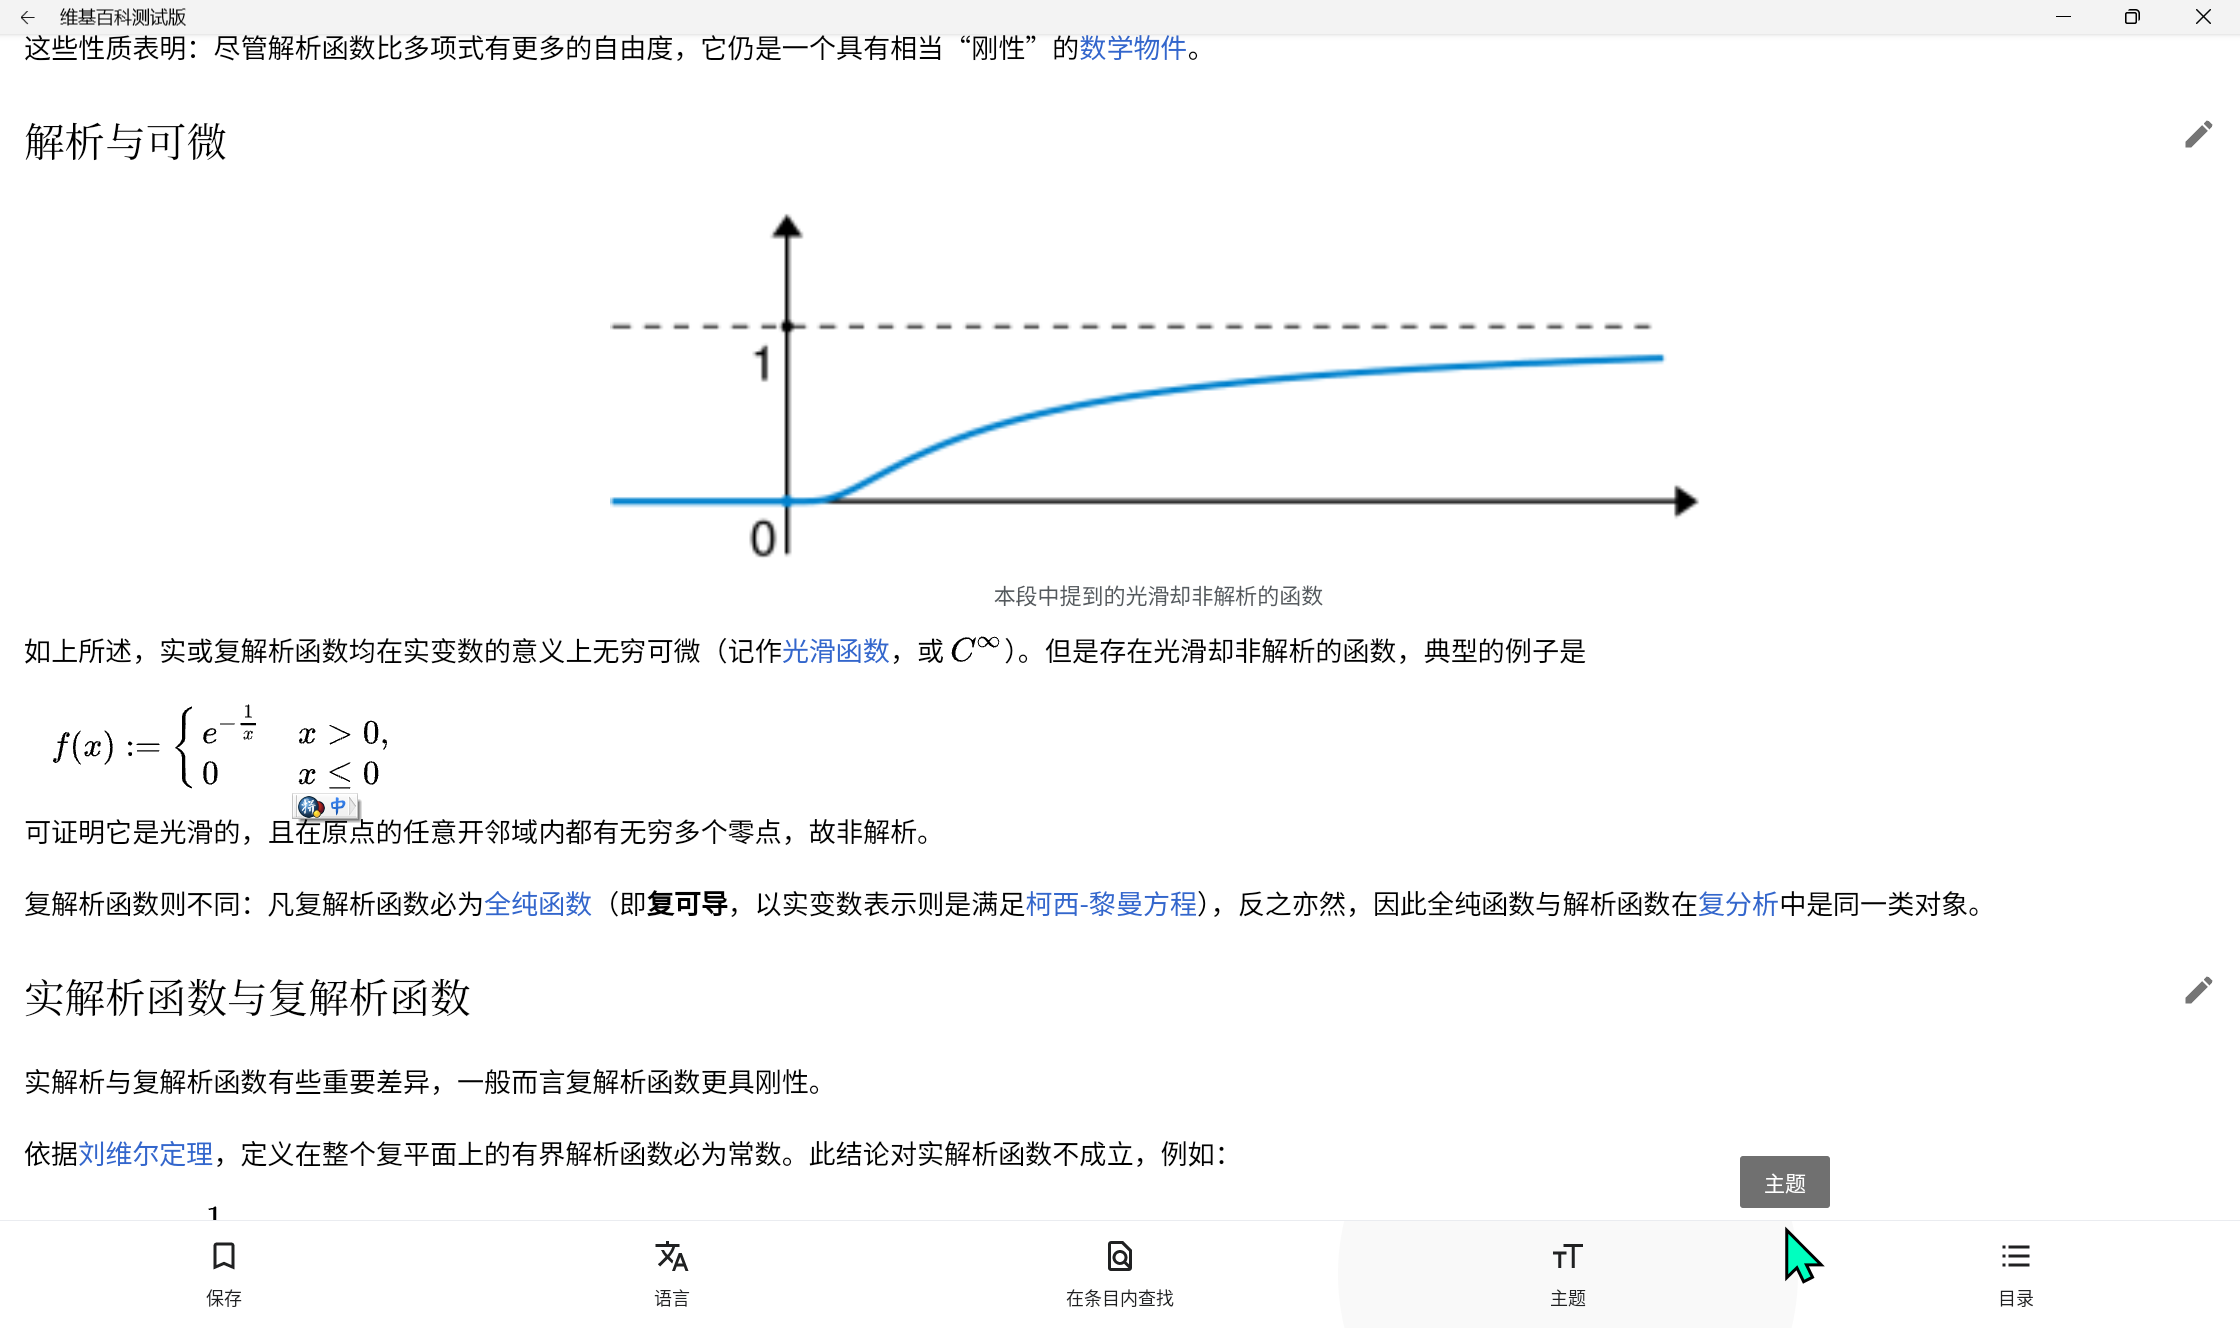 维基百科测试版
这些性质表明：尽管解析函数比多项式有更多的自由度，它仍是一个具有相当“刚性”的数学物件。
解析与可微
1
0
本段中提到的光滑却非解析的函数
如上所述，实或复解析函数均在实变数的意义上无穷可微（记作光滑函数，或 C^∞）。但是存在光滑却非解析的函数，典型的例子是
f(x) := { e^{-1/x} x > 0,
0 x ≤ 0
拼 中
可证明它是光滑的，且在原点的任意开邻域内都有无穷多个零点，故非解析。
复解析函数则不同：凡复解析函数必为全纯函数（即复可导，以实变数表示则是满足柯西-黎曼方程），反之亦然，因此全纯函数与解析函数在复分析中是同一类对象。
实解析函数与复解析函数
实解析与复解析函数有些重要差异，一般而言复解析函数更具刚性。
依据刘维尔定理，定义在整个复平面上的有界解析函数必为常数。此结论对实解析函数不成立，例如：
1
主题
保存
语言
在条目内查找
主题
目录